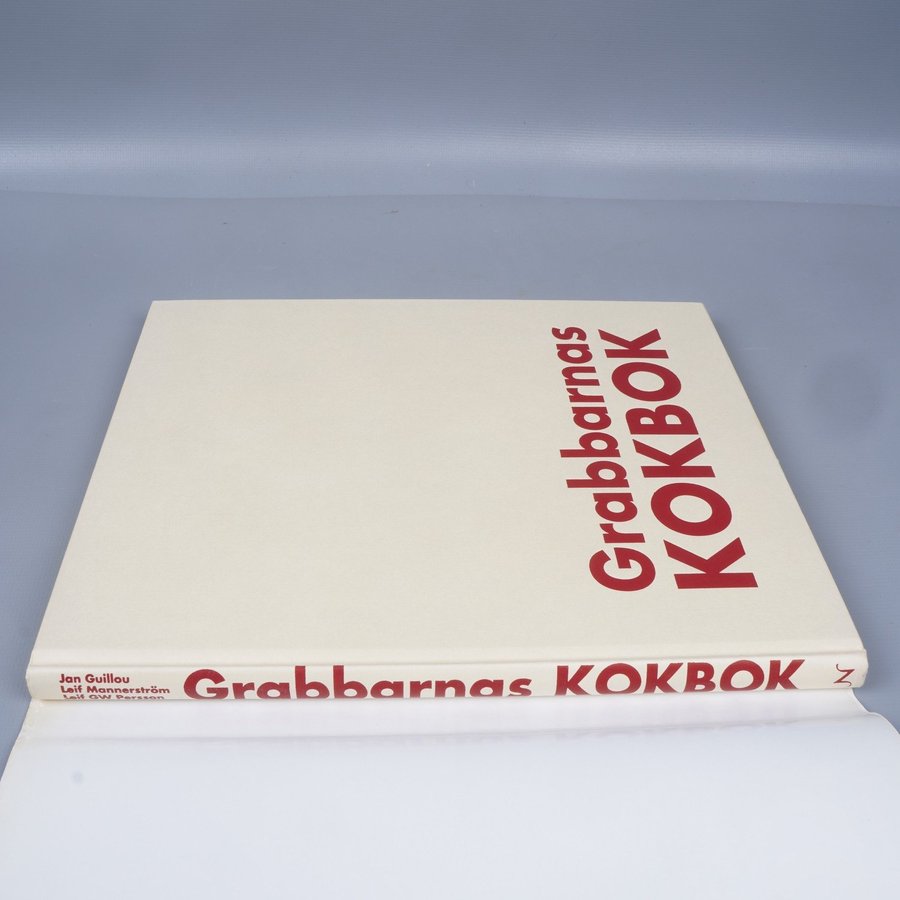 Grabbarnas
KOKBOK
Jan Guillou
Leif Mannerström
Leif GW Persson
Grabbarnas KOKBOK